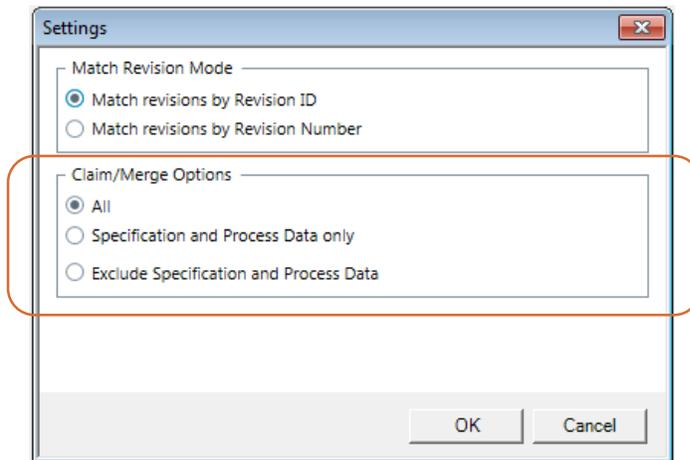 Settings
Match Revision Mode
Match revisions by Revision ID
Match revisions by Revision Number
Claim/Merge Options
All
Specification and Process Data only
Exclude Specification and Process Data
OK
Cancel